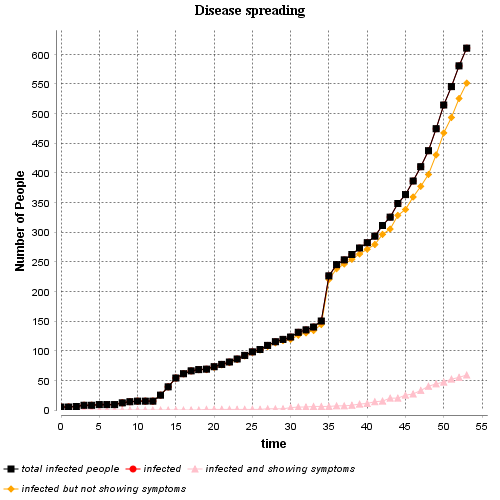 Disease spreading
Number of People
600
550
500
450
400
350
300
250
200
150
100
50
0
0 5 10 15 20 25 30 35 40 45 50 55
time
total infected people infected infected and showing symptoms
infected but not showing symptoms